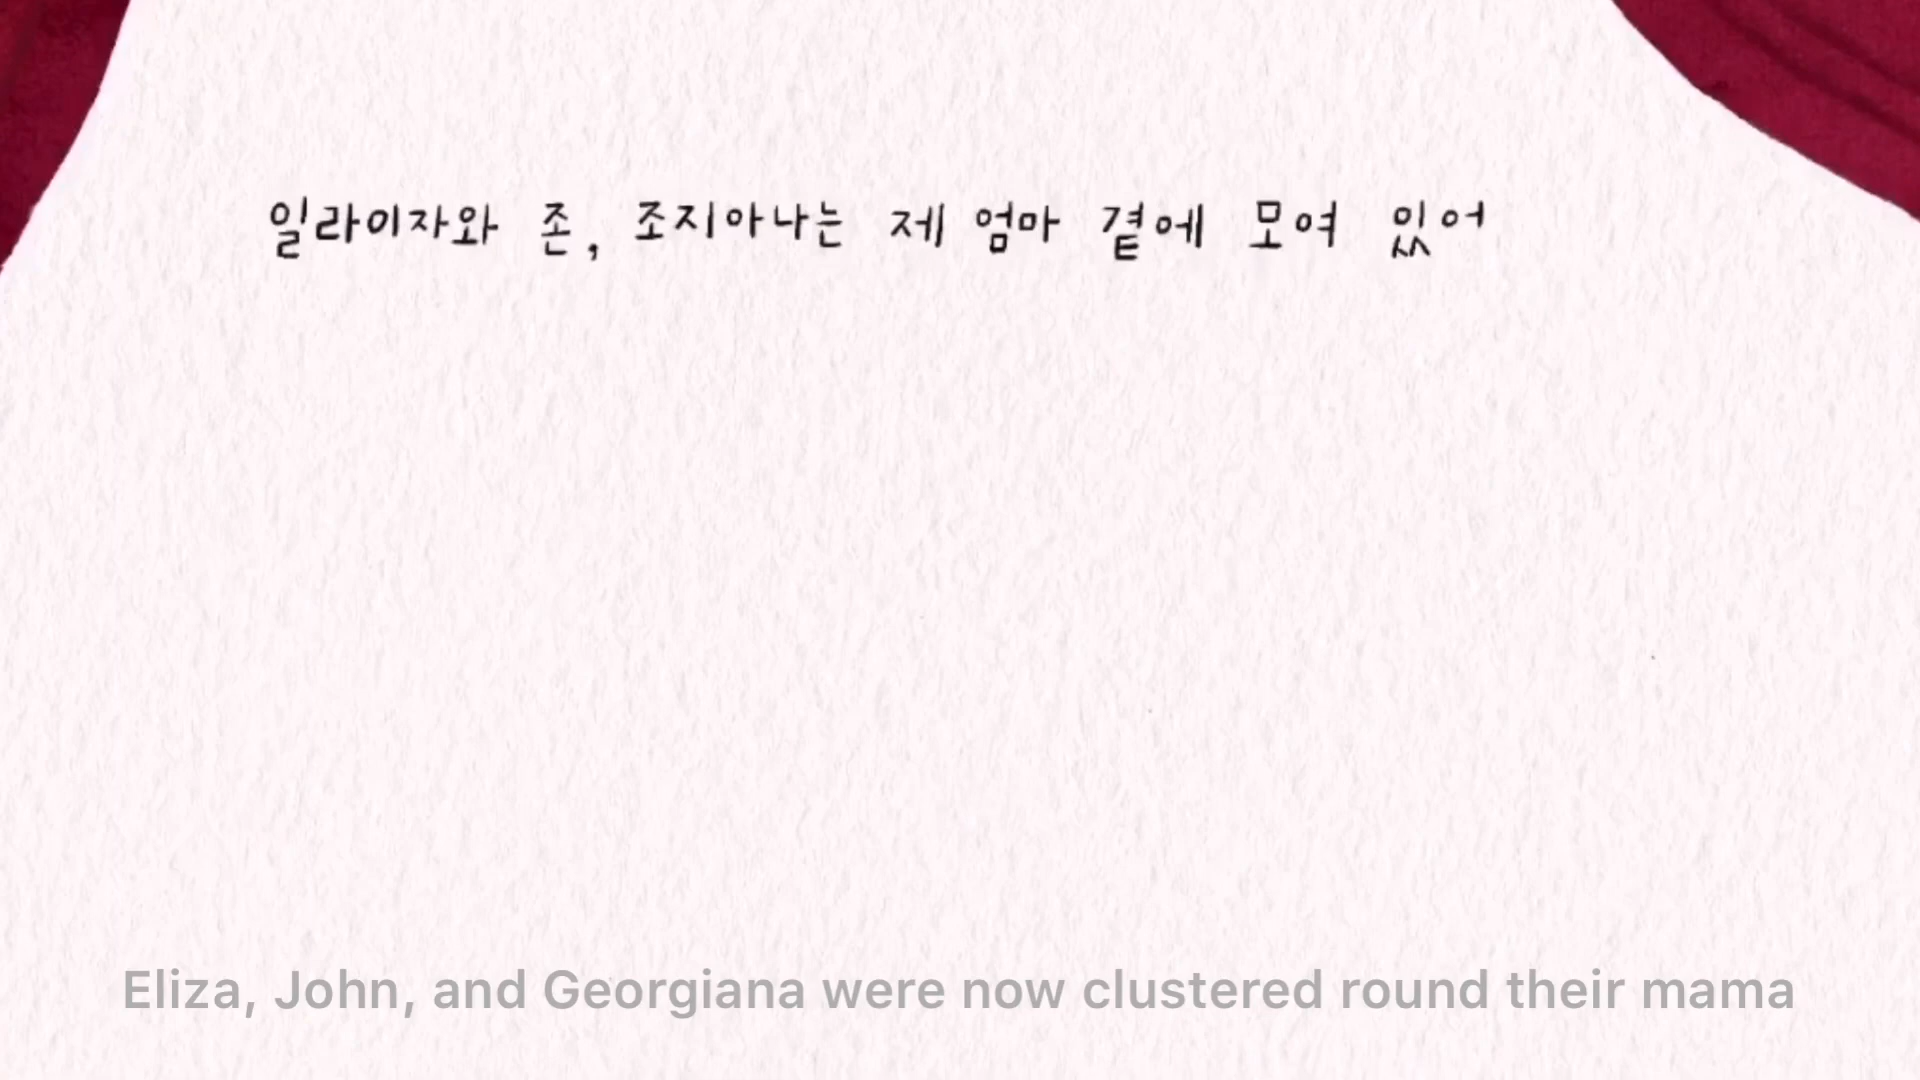 일라이자와 존, 조지아나는 제 엄마 곁에 모여 있어
Eliza, John, and Georgiana were now clustered round their mama